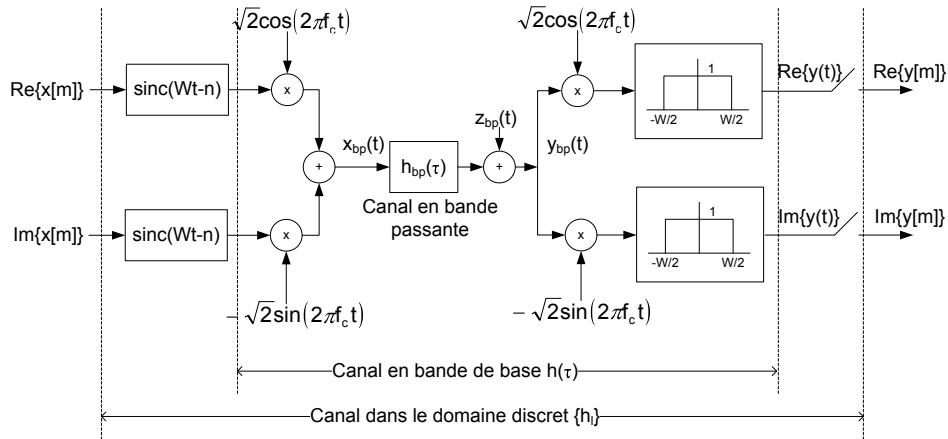 √2cos(2πf_c t)
√2cos(2πf_c t)
Re{x[m]}
sinc(Wt-n)
x
x
1
-W/2
W/2
Re{y(t)}
Re{y[m]}
z_bp(t)
x_bp(t)
y_bp(t)
+
h_bp(τ)
+
Canal en bande
passante
Im{x[m]}
sinc(Wt-n)
x
x
1
-W/2
W/2
Im{y(t)}
Im{y[m]}
− √2sin(2πf_c t)
− √2sin(2πf_c t)
Canal en bande de base h(τ)
Canal dans le domaine discret {h_l}